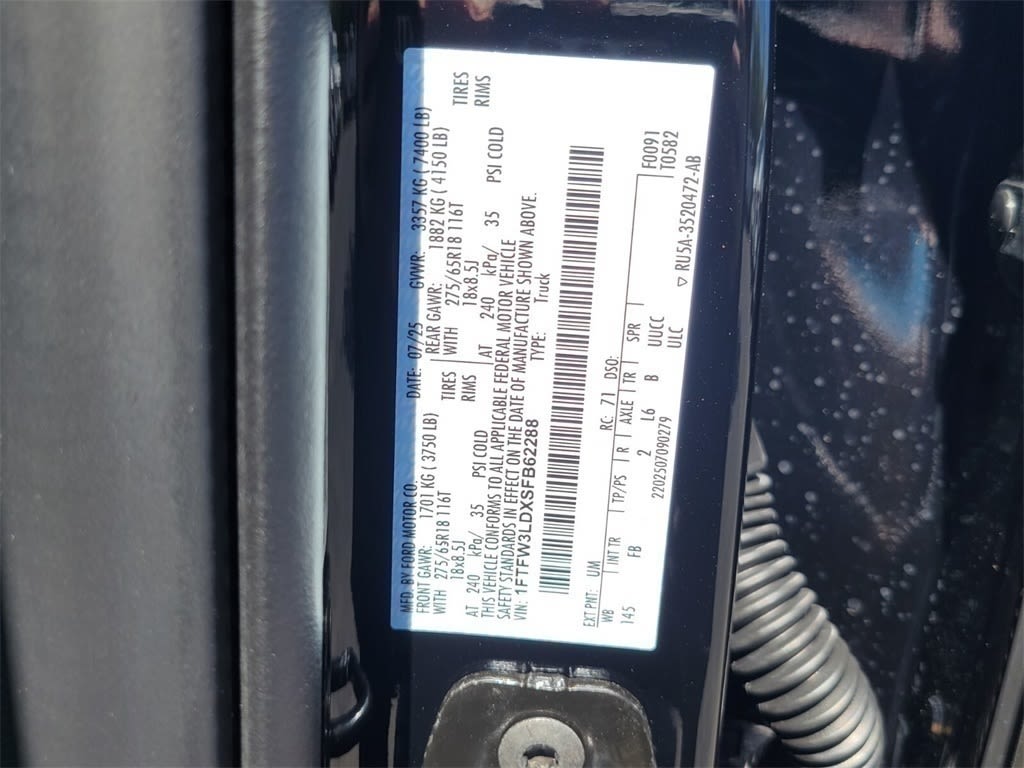 MFD. BY FORD MOTOR CO. DATE: 07/25 GVWR: 3357 KG ( 7400 LB)
FRONT GAWR: 1701 KG ( 3750 LB) REAR GAWR: 1882 KG ( 4150 LB)
WITH 275/65R18 116T TIRES WITH 275/65R18 116T TIRES
18x8.5J RIMS 18x8.5J RIMS
AT 240 kPa/ 35 PSI COLD AT 240 kPa/ 35 PSI COLD
THIS VEHICLE CONFORMS TO ALL APPLICABLE FEDERAL MOTOR VEHICLE
SAFETY STANDARDS IN EFFECT ON THE DATE OF MANUFACTURE SHOWN ABOVE.
VIN: 1FTFW3LDXSFB62288 TYPE: Truck
EXT PNT: UM RC: 71 DSO: F0091
T0582
WB INT TR TP/PS R AXLE TR SPR
145 FB 2 L6 B UUCC
ULC
220250709 0279 ▽ RU5A-3520472-AB